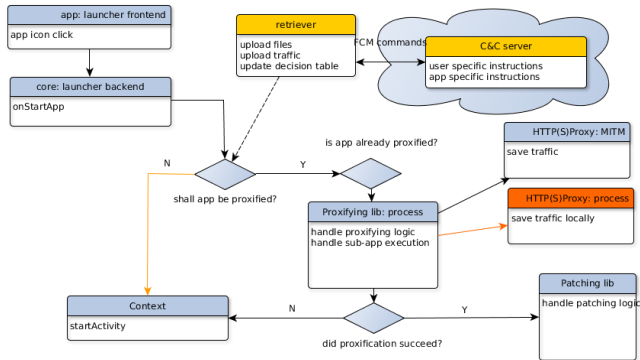 app: launcher frontend
app icon click
retriever
upload files
upload traffic
update decision table
FCM commands
C&C server
user specific instructions
app specific instructions
core: launcher backend
onStartApp
is app already proxified?
HTTP(S)Proxy: MITM
save traffic
N
Y
shall app be proxified?
HTTP(S)Proxy: process
save traffic locally
Proxifying lib: process
handle proxifying logic
handle sub-app execution
Patching lib
handle patching logic
Context
startActivity
N
Y
did proxification succeed?